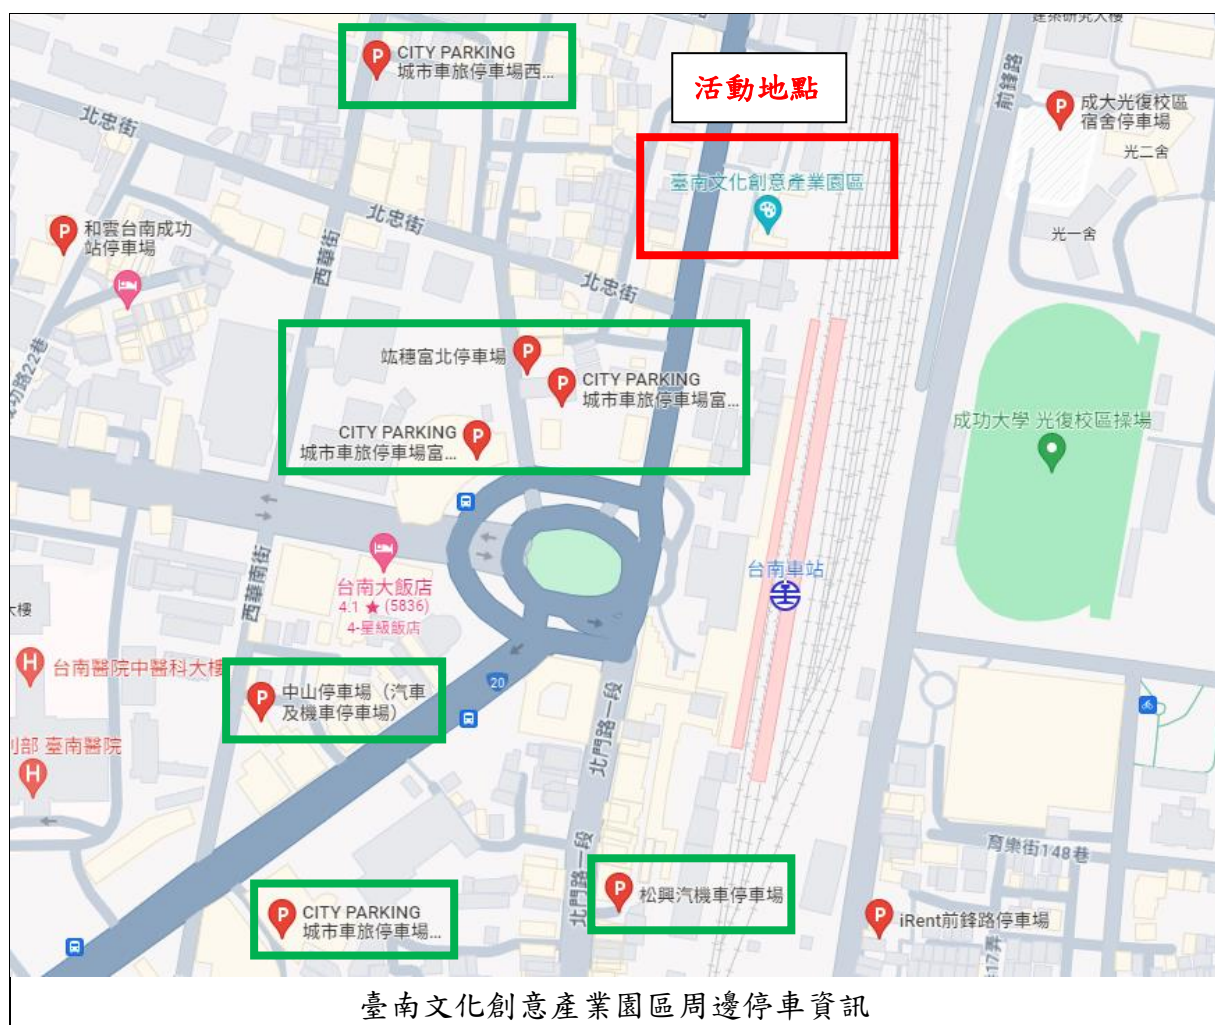 CITY PARKING
城市車旅停車場西...
活動地點
前鋒路
成大光復校區
宿舍停車場
光二舍
北忠街
臺南文化創意產業園區
和雲台南成功
站停車場
北忠街
西華街
光一舍
北忠街
成功路22巷
竑穗富北停車場
CITY PARKING
城市車旅停車場富...
CITY PARKING
城市車旅停車場富...
成功大學 光復校區操場
西華南街
台南大飯店
4.1 ★ (5836)
4-星級飯店
台南車站
大樓
台南醫院中醫科大樓
20
中山停車場（汽車
及機車停車場）
北門路一段
臺南醫院
育樂街148巷
北門路一段
松興汽機車停車場
CITY PARKING
城市車旅停車場...
iRent前鋒路停車場
17弄
臺南文化創意產業園區周邊停車資訊